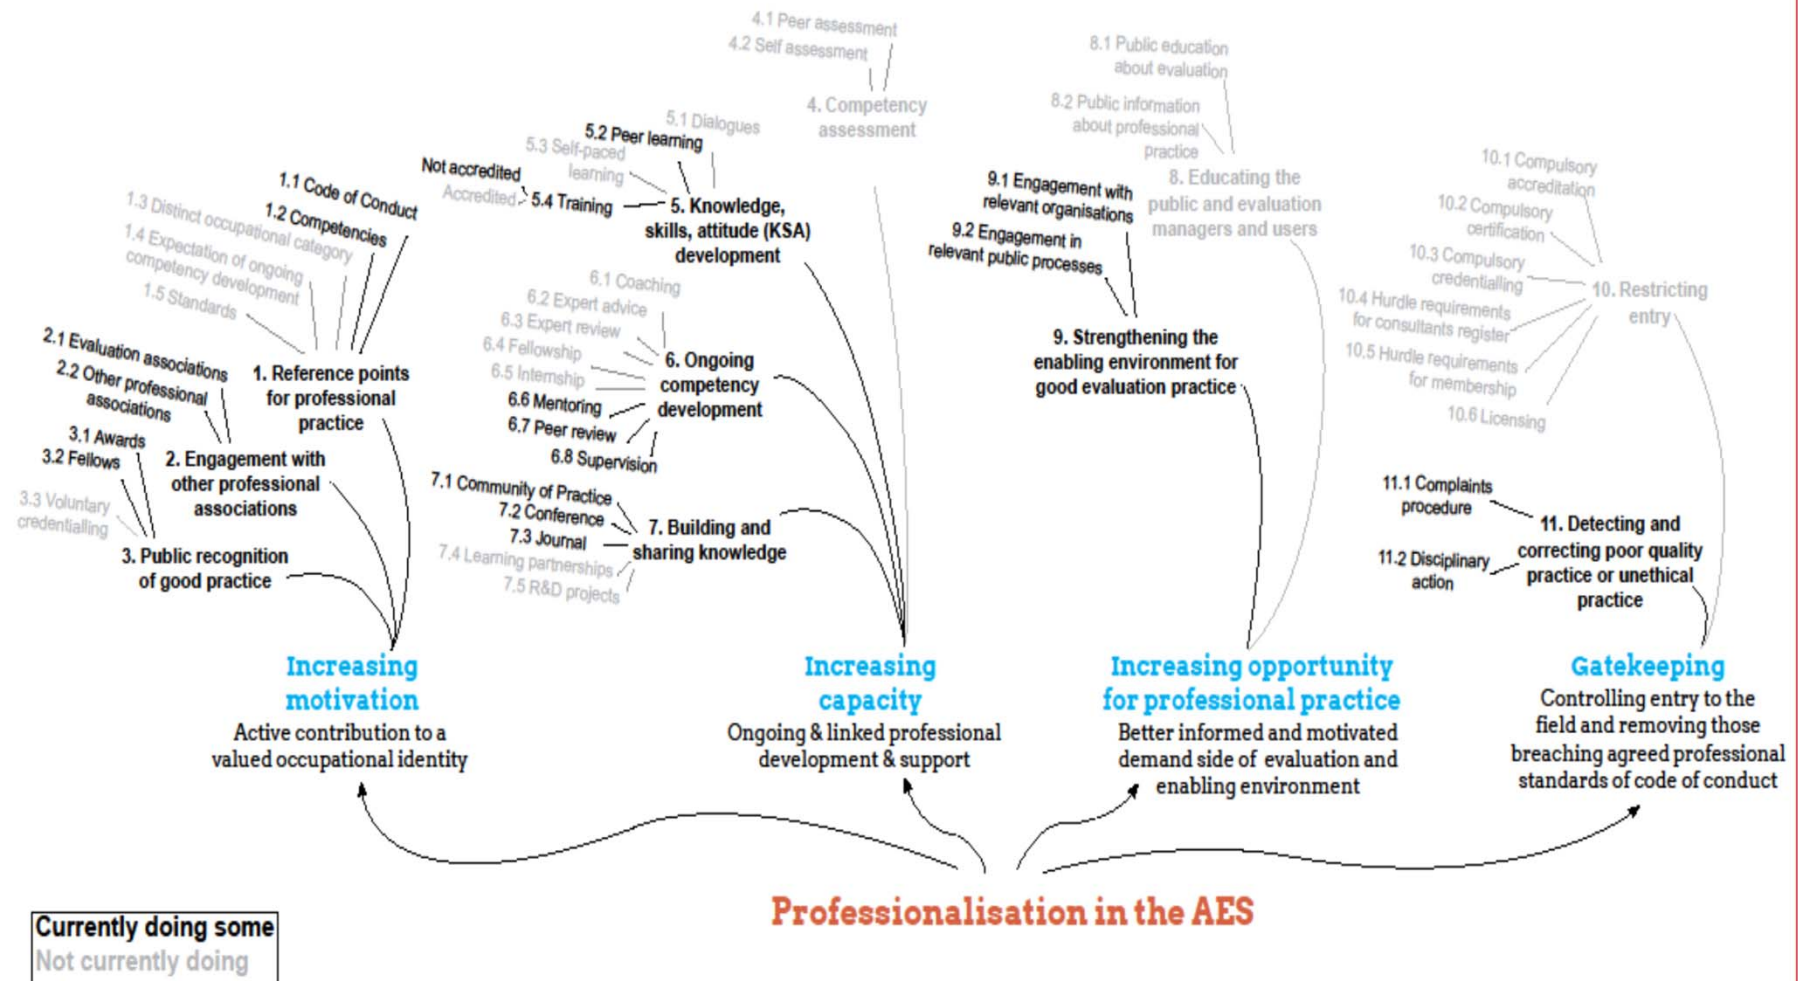 4.1 Peer assessment
4.2 Self assessment
4. Competency
assessment
8.1 Public education
about evaluation
8.2 Public information
about professional
practice
8. Educating the
public and evaluation
managers and users
5.1 Dialogues
5.2 Peer learning
5.3 Self-paced
learning
Not accredited
Accredited
5.4 Training
5. Knowledge,
skills, attitude (KSA)
development
9.1 Engagement with
relevant organisations
9.2 Engagement in
relevant public processes
9. Strengthening the
enabling environment for
good evaluation practice
10.1 Compulsory
accreditation
10.2 Compulsory
certification
10.3 Compulsory
credentialling
10.4 Hurdle requirements
for consultants register
10.5 Hurdle requirements
for membership
10.6 Licensing
10. Restricting
entry
1.1 Code of Conduct
1.2 Competencies
1.3 Distinct occupational category
1.4 Expectation of ongoing
competency development
1.5 Standards
1. Reference points
for professional
practice
2.1 Evaluation associations
2.2 Other professional
associations
2. Engagement with
other professional
associations
3.1 Awards
3.2 Fellows
3.3 Voluntary
credentialling
3. Public recognition
of good practice
6.1 Coaching
6.2 Expert advice
6.3 Expert review
6.4 Fellowship
6.5 Internship
6.6 Mentoring
6.7 Peer review
6.8 Supervision
6. Ongoing
competency
development
7.1 Community of Practice
7.2 Conference
7.3 Journal
7.4 Learning partnerships
7.5 R&D projects
7. Building and
sharing knowledge
11.1 Complaints
procedure
11.2 Disciplinary
action
11. Detecting and
correcting poor quality
practice or unethical
practice
Increasing
motivation
Active contribution to a
valued occupational identity
Increasing
capacity
Ongoing & linked professional
development & support
Increasing opportunity
for professional practice
Better informed and motivated
demand side of evaluation and
enabling environment
Gatekeeping
Controlling entry to the
field and removing those
breaching agreed professional
standards of code of conduct
Professionalisation in the AES
Currently doing some
Not currently doing